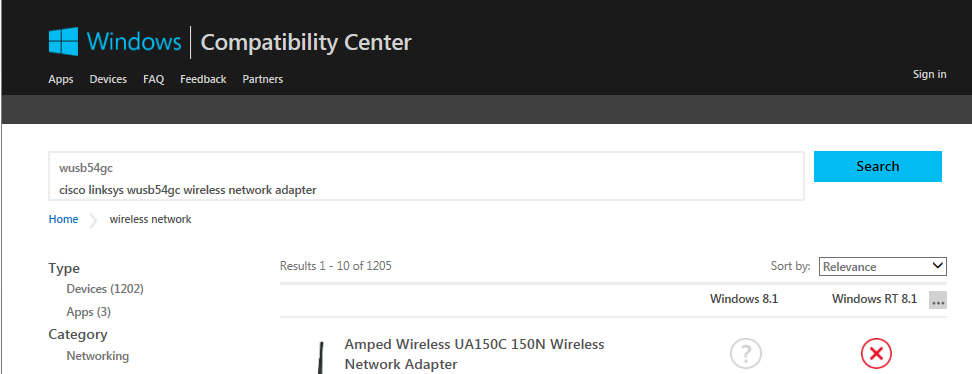 Windows Compatibility Center
Apps Devices FAQ Feedback Partners
Sign in
wusb54gc
Search
cisco linksys wusb54gc wireless network adapter
Home wireless network
Type
Devices (1202)
Apps (3)
Category
Networking
Results 1 - 10 of 1205
Sort by: Relevance
Windows 8.1 Windows RT 8.1 ...
Amped Wireless UA150C 150N Wireless
Network Adapter
?